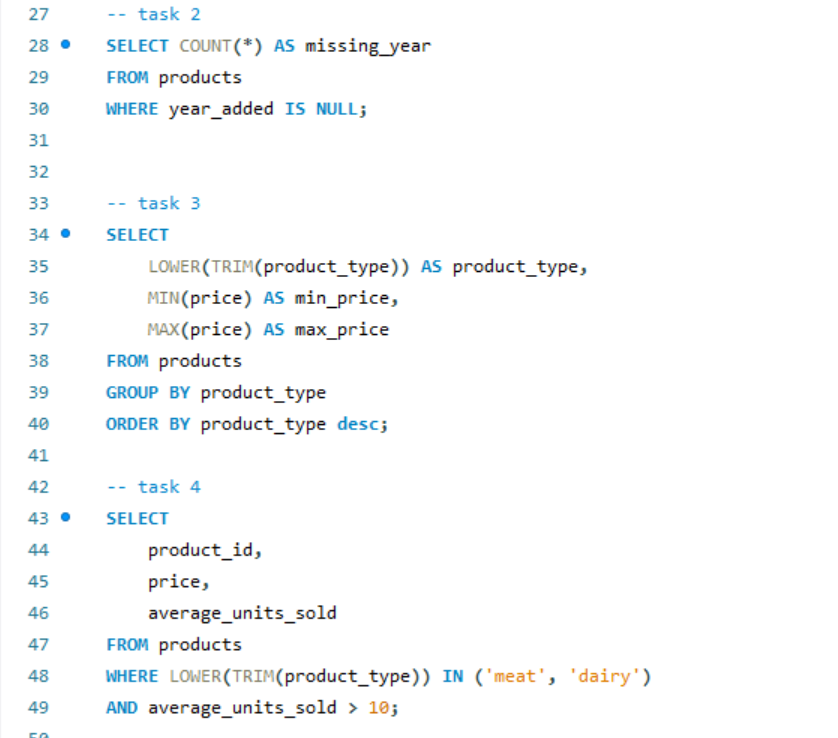 27 -- task 2
28 SELECT COUNT(*) AS missing_year
29 FROM products
30 WHERE year_added IS NULL;
31
32
33 -- task 3
34 SELECT
35 LOWER(TRIM(product_type)) AS product_type,
36 MIN(price) AS min_price,
37 MAX(price) AS max_price
38 FROM products
39 GROUP BY product_type
40 ORDER BY product_type desc;
41
42 -- task 4
43 SELECT
44 product_id,
45 price,
46 average_units_sold
47 FROM products
48 WHERE LOWER(TRIM(product_type)) IN ('meat', 'dairy')
49 AND average_units_sold > 10;